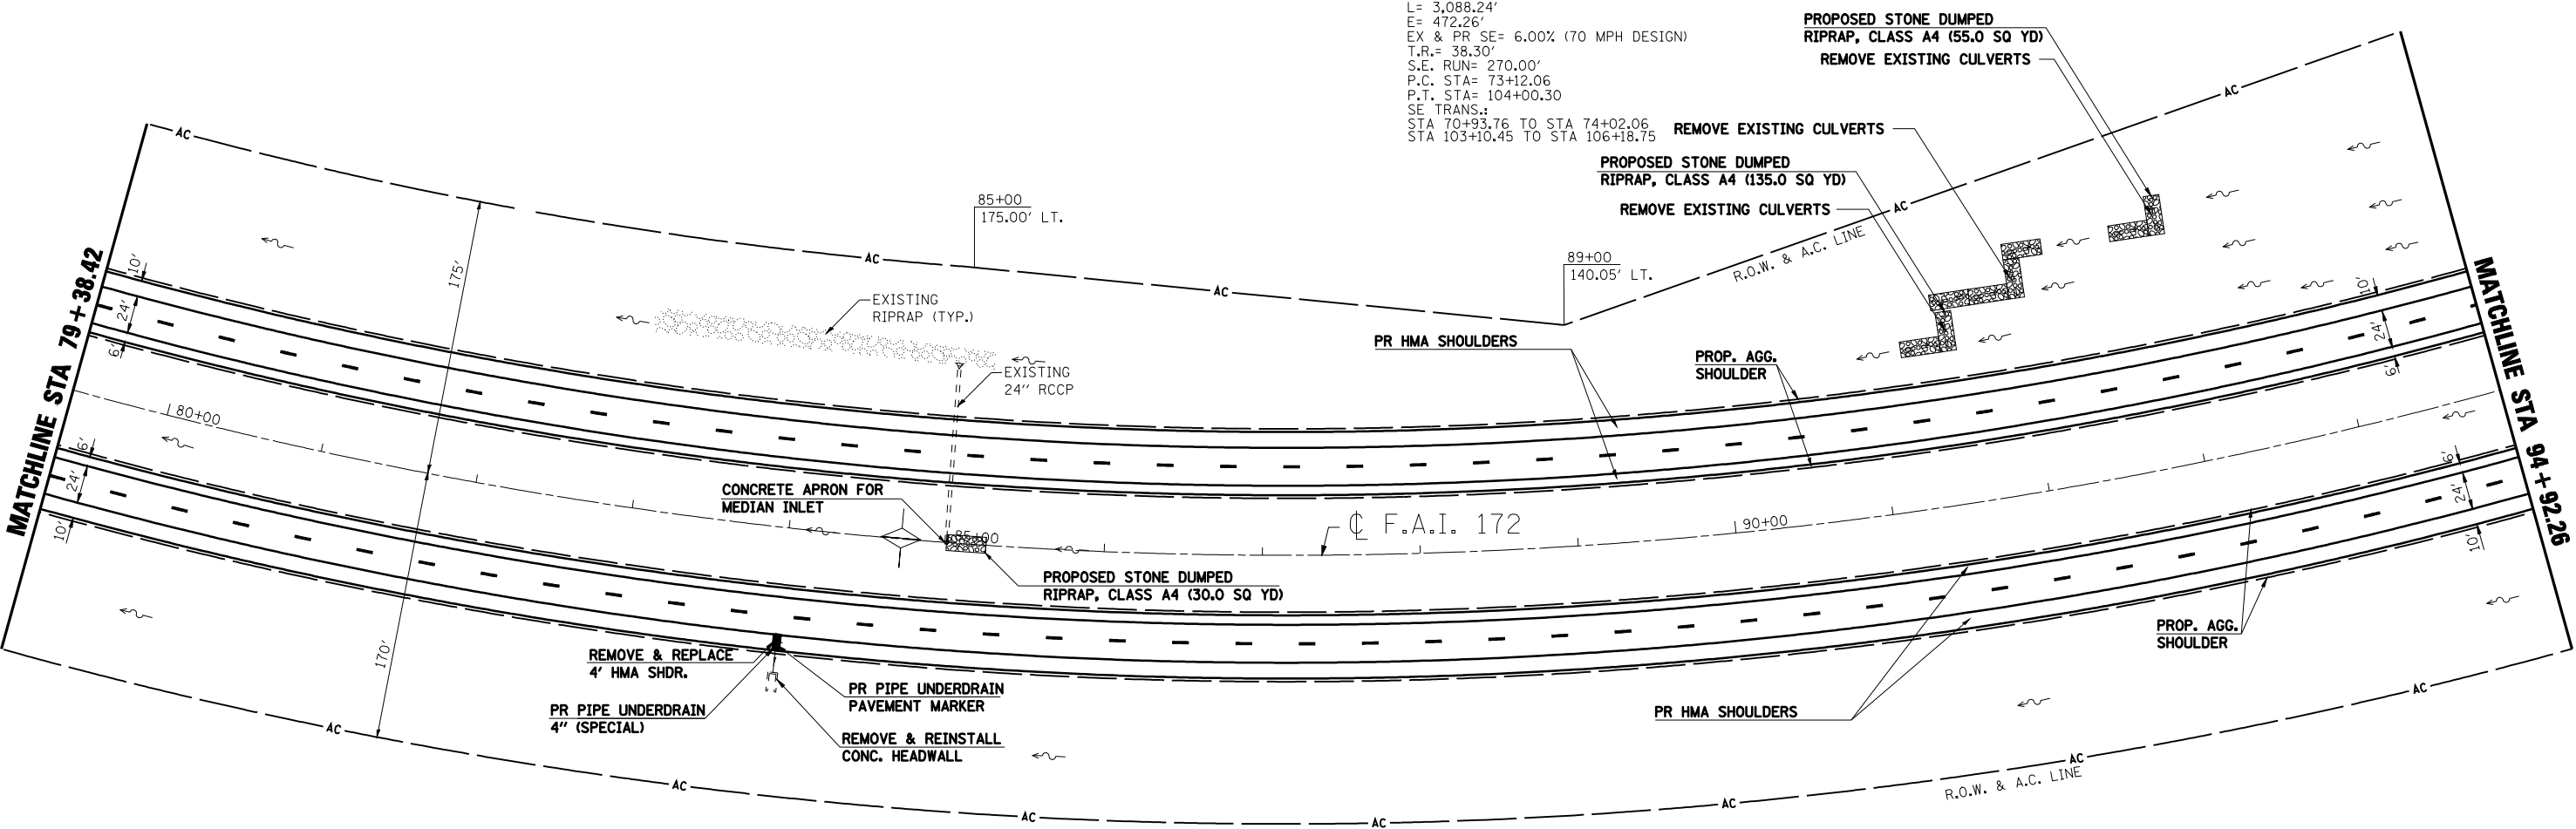 L= 3,088.24'
E= 472.26'
EX & PR SE= 6.00% (70 MPH DESIGN)
T.R.= 38.30'
S.E. RUN= 270.00'
P.C. STA= 73+12.06
P.T. STA= 104+00.30
SE TRANS.:
STA 70+93.76 TO STA 74+02.06
STA 103+10.45 TO STA 106+18.75
PROPOSED STONE DUMPED
RIPRAP, CLASS A4 (55.0 SQ YD)
REMOVE EXISTING CULVERTS
REMOVE EXISTING CULVERTS
PROPOSED STONE DUMPED
RIPRAP, CLASS A4 (135.0 SQ YD)
REMOVE EXISTING CULVERTS
AC
AC
AC
AC
AC
R.O.W. & A.C. LINE
85+00
175.00' LT.
89+00
140.05' LT.
MATCHLINE STA 79+38.42
10'
24'
6'
175'
EXISTING
RIPRAP (TYP.)
EXISTING
24" RCCP
PR HMA SHOULDERS
PROP. AGG.
SHOULDER
10'
24'
6'
MATCHLINE STA 94+92.26
80+00
6'
24'
10'
CONCRETE APRON FOR
MEDIAN INLET
85+00
℄ F.A.I. 172
90+00
6'
24'
10'
PROPOSED STONE DUMPED
RIPRAP, CLASS A4 (30.0 SQ YD)
170'
REMOVE & REPLACE
4' HMA SHDR.
PR PIPE UNDERDRAIN
4" (SPECIAL)
PR PIPE UNDERDRAIN
PAVEMENT MARKER
REMOVE & REINSTALL
CONC. HEADWALL
PR HMA SHOULDERS
PROP. AGG.
SHOULDER
AC
AC
AC
AC
AC
AC
AC
R.O.W. & A.C. LINE